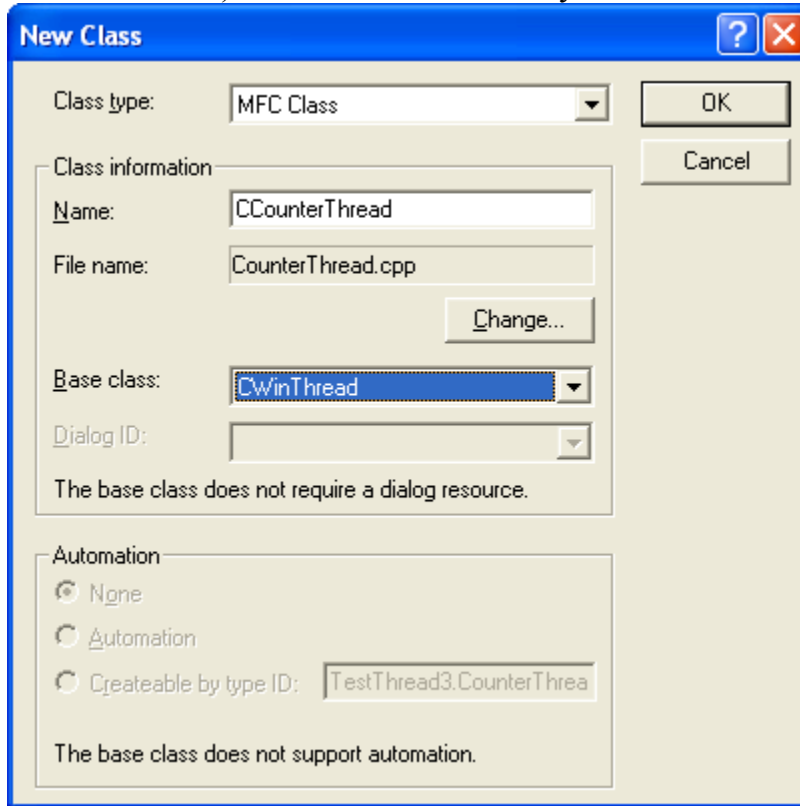 New Class
Class type: MFC Class OK
Class information Cancel
Name: CCounterThread
File name: CounterThread.cpp
Change...
Base class: CWinThread
Dialog ID:
The base class does not require a dialog resource.
Automation
None
Automation
Createable by type ID: TestThread3.CounterThrea
The base class does not support automation.